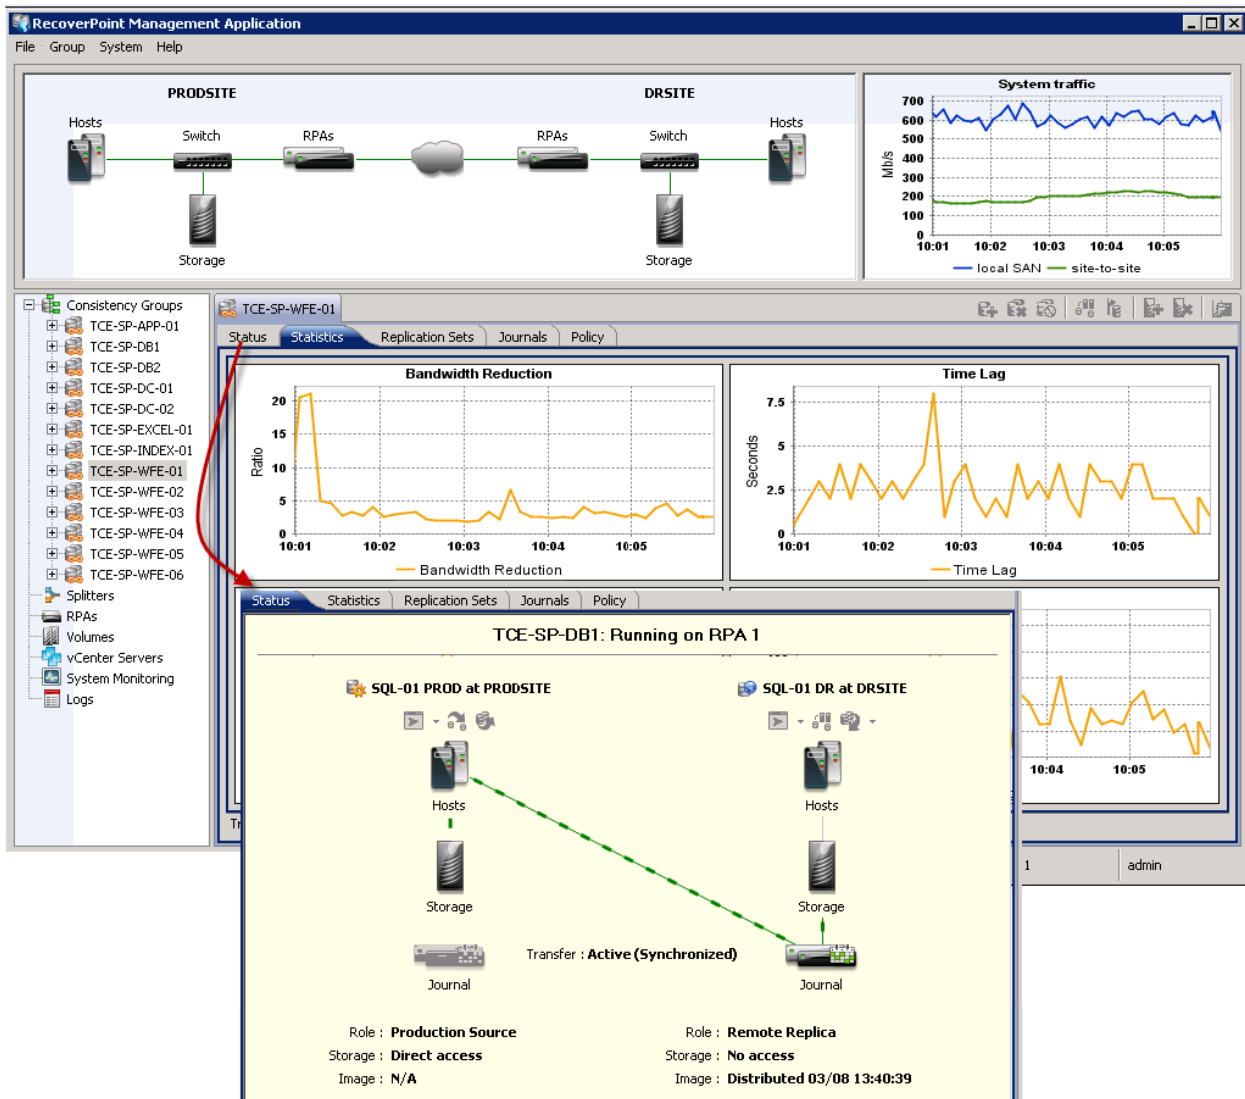 RecoverPoint Management Application
File Group System Help
PRODSITE
DRSITE
Hosts
Switch
RPAs
RPAs
Switch
Hosts
Storage
Storage
System traffic
Mb/s
700
600
500
400
300
200
100
0
10:01 10:02 10:03 10:04 10:05
local SAN site-to-site
Consistency Groups
TCE-SP-APP-01
TCE-SP-DB1
TCE-SP-DB2
TCE-SP-DC-01
TCE-SP-DC-02
TCE-SP-EXCEL-01
TCE-SP-INDEX-01
TCE-SP-WFE-01
TCE-SP-WFE-02
TCE-SP-WFE-03
TCE-SP-WFE-04
TCE-SP-WFE-05
TCE-SP-WFE-06
Splitters
RPAs
Volumes
vCenter Servers
System Monitoring
Logs
TCE-SP-WFE-01
Status Statistics Replication Sets Journals Policy
Bandwidth Reduction
Ratio
20
15
10
5
0
10:01 10:02 10:03 10:04 10:05
Bandwidth Reduction
Time Lag
Seconds
7.5
5
2.5
0
10:01 10:02 10:03 10:04 10:05
Time Lag
10:04 10:05
Status Statistics Replication Sets Journals Policy
TCE-SP-DB1: Running on RPA 1
SQL-01 PROD at PRODSITE
SQL-01 DR at DRSITE
Hosts
Hosts
Storage
Storage
Transfer : Active (Synchronized)
Journal
Journal
Role : Production Source
Storage : Direct access
Image : N/A
Role : Remote Replica
Storage : No access
Image : Distributed 03/08 13:40:39
1
admin